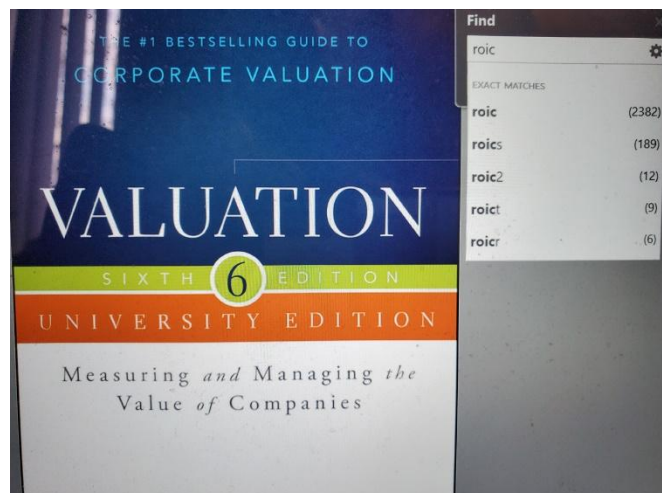 THE #1 BESTSELLING GUIDE TO
CORPORATE VALUATION
VALUATION
SIXTH 6 EDITION
UNIVERSITY EDITION
Measuring and Managing the
Value of Companies
Find
roic
EXACT MATCHES
roic (2382)
roics (189)
roic2 (12)
roict (9)
roicr (6)